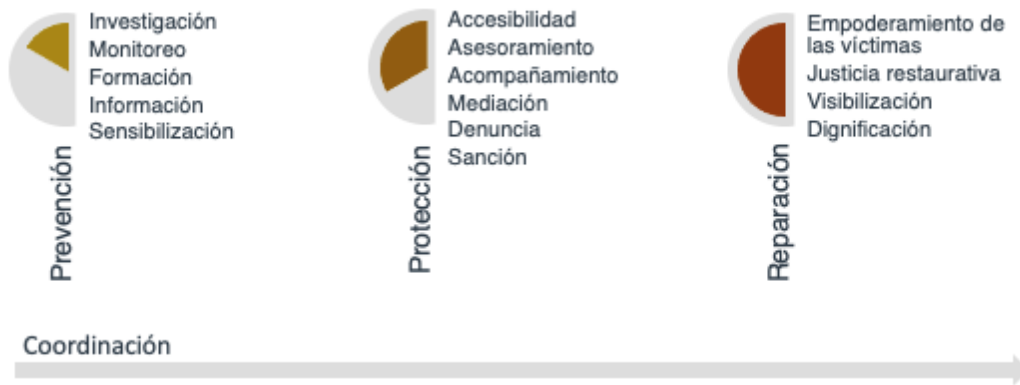 Investigación
Monitoreo
Formación
Información
Sensibilización
Prevención
Accesibilidad
Asesoramiento
Acompañamiento
Mediación
Denuncia
Sanción
Protección
Empoderamiento de
las víctimas
Justicia restaurativa
Visibilización
Dignificación
Reparación
Coordinación